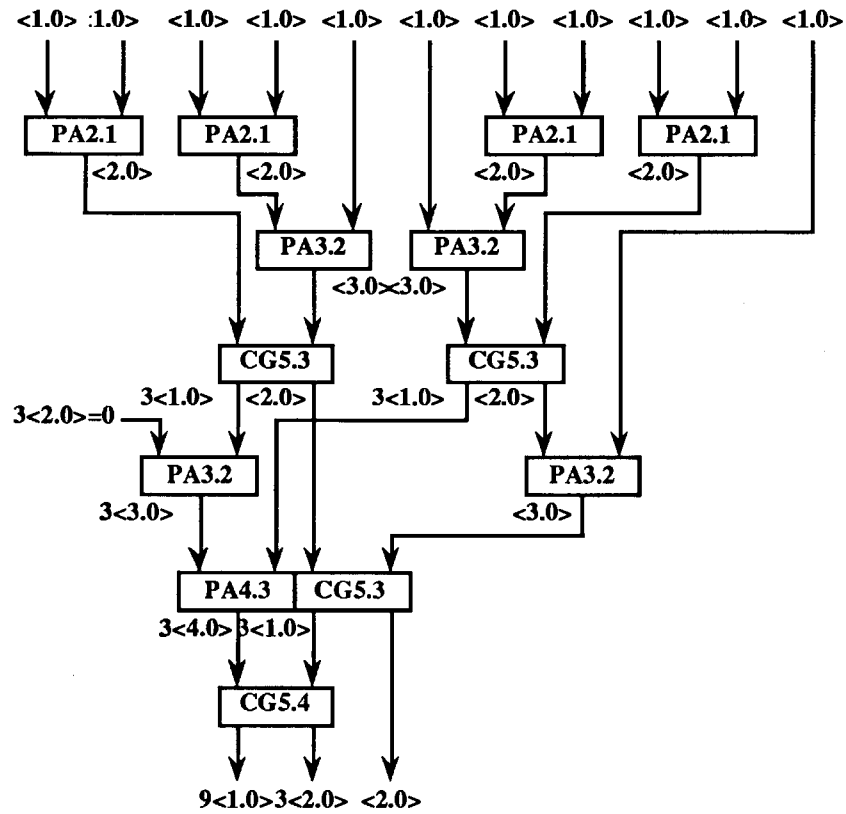 <1.0> :1.0> <1.0> <1.0> <1.0> <1.0> <1.0> <1.0> <1.0> <1.0> <1.0>
PA2.1 PA2.1 PA2.1 PA2.1
<2.0> <2.0> <2.0> <2.0>
PA3.2 PA3.2
<3.0><3.0>
CG5.3 CG5.3
3<1.0> <2.0> 3<1.0> <2.0>
3<2.0>=0
PA3.2 PA3.2
3<3.0> <3.0>
PA4.3 CG5.3
3<4.0> 3<1.0>
CG5.4
9<1.0> 3<2.0> <2.0>